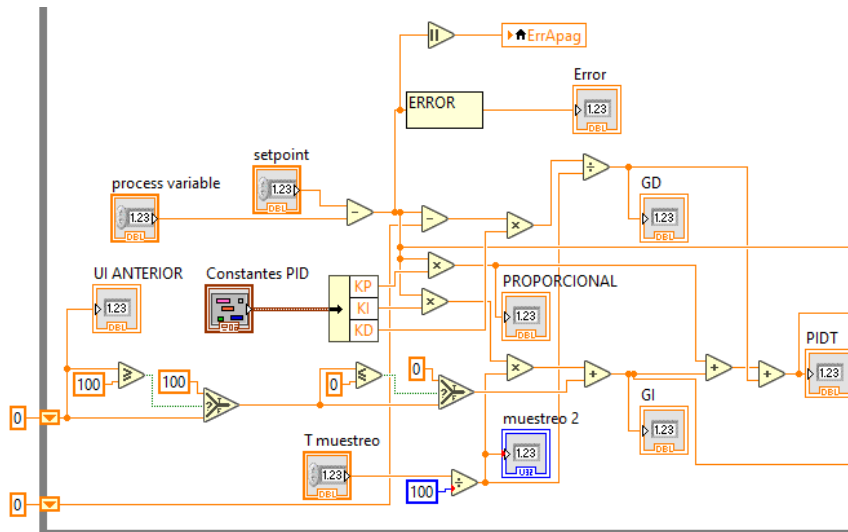 ErrApag
Error
ERROR
1.23
DBL
setpoint
1.23
DBL
process variable
1.23
DBL
GD
1.23
DBL
UI ANTERIOR
1.23
DBL
Constantes PID
KP
KI
KD
PROPORCIONAL
1.23
DBL
100
100
0
0
PIDT
1.23
DBL
0
GI
1.23
DBL
T muestreo
1.23
DBL
muestreo 2
1.23
U32
100
0